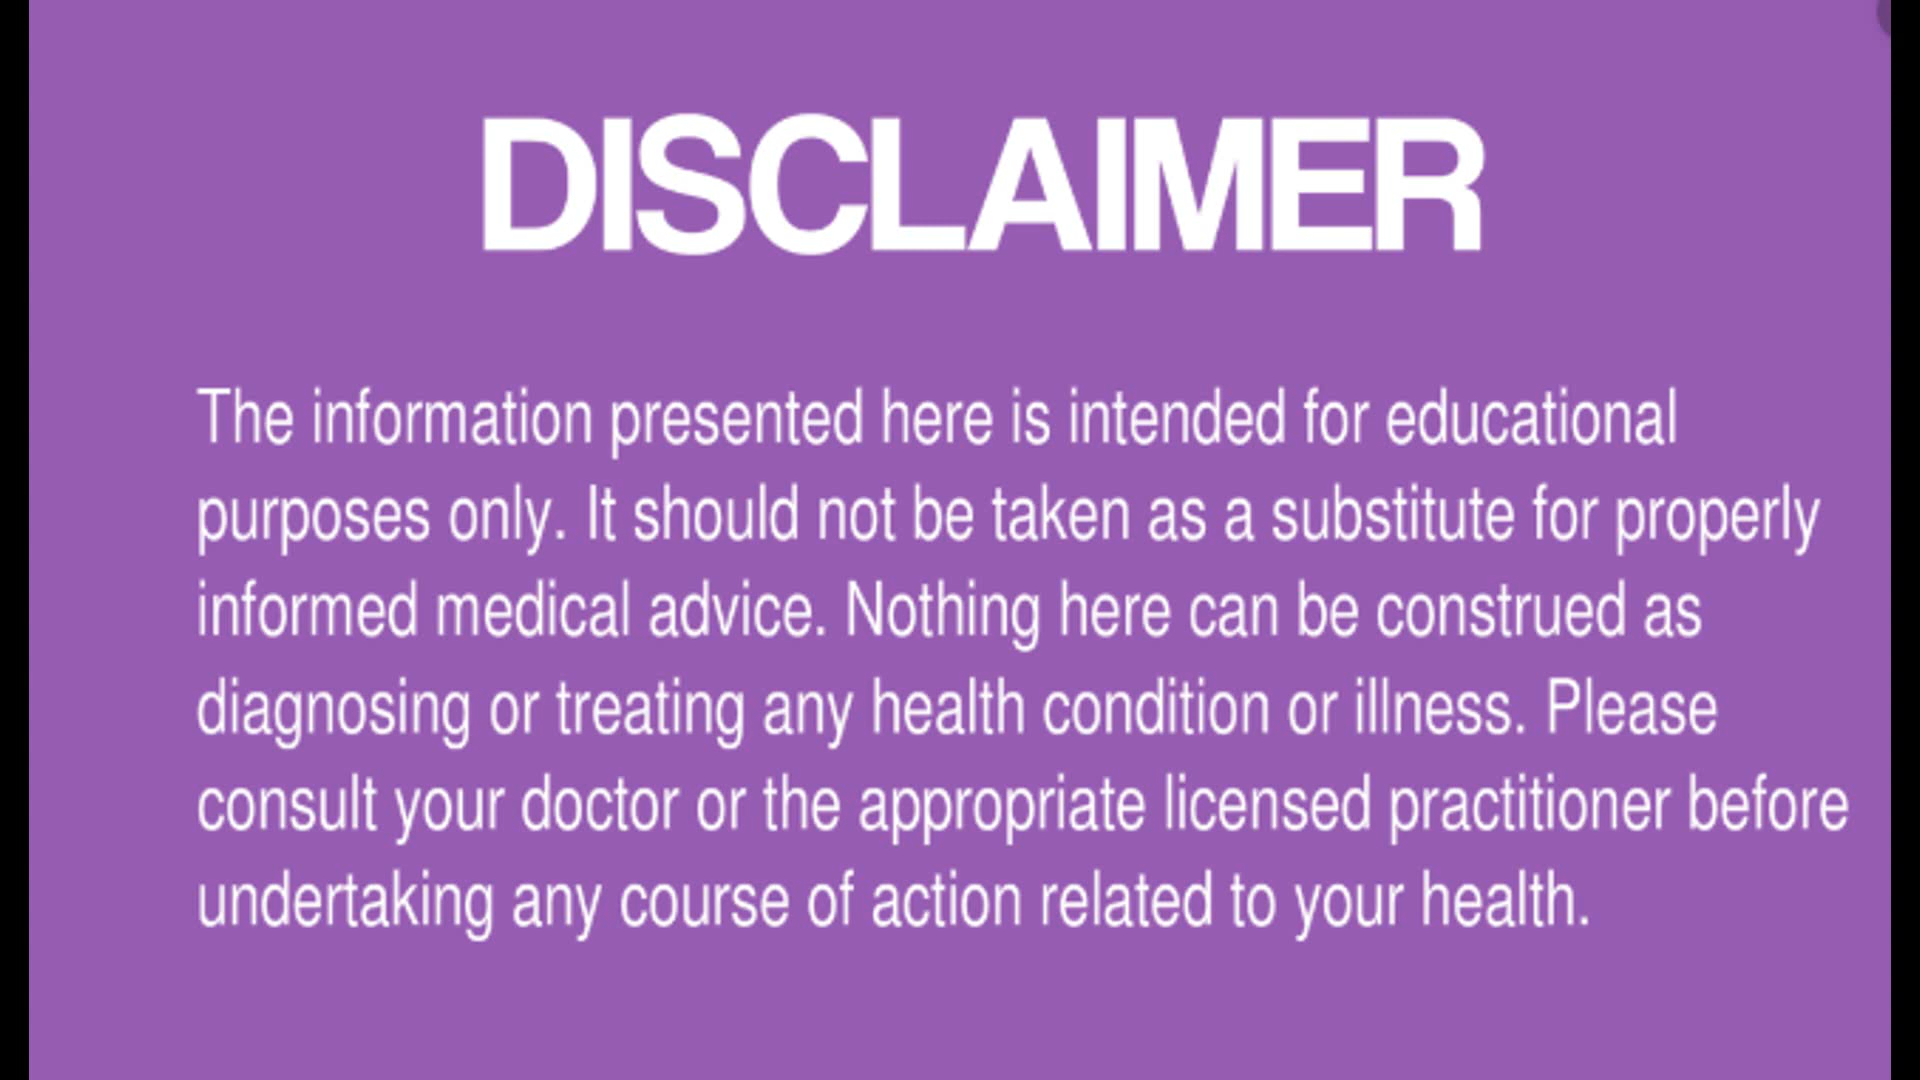 DISCLAIMER
The information presented here is intended for educational
purposes only. It should not be taken as a substitute for properly
informed medical advice. Nothing here can be construed as
diagnosing or treating any health condition or illness. Please
consult your doctor or the appropriate licensed practitioner before
undertaking any course of action related to your health.